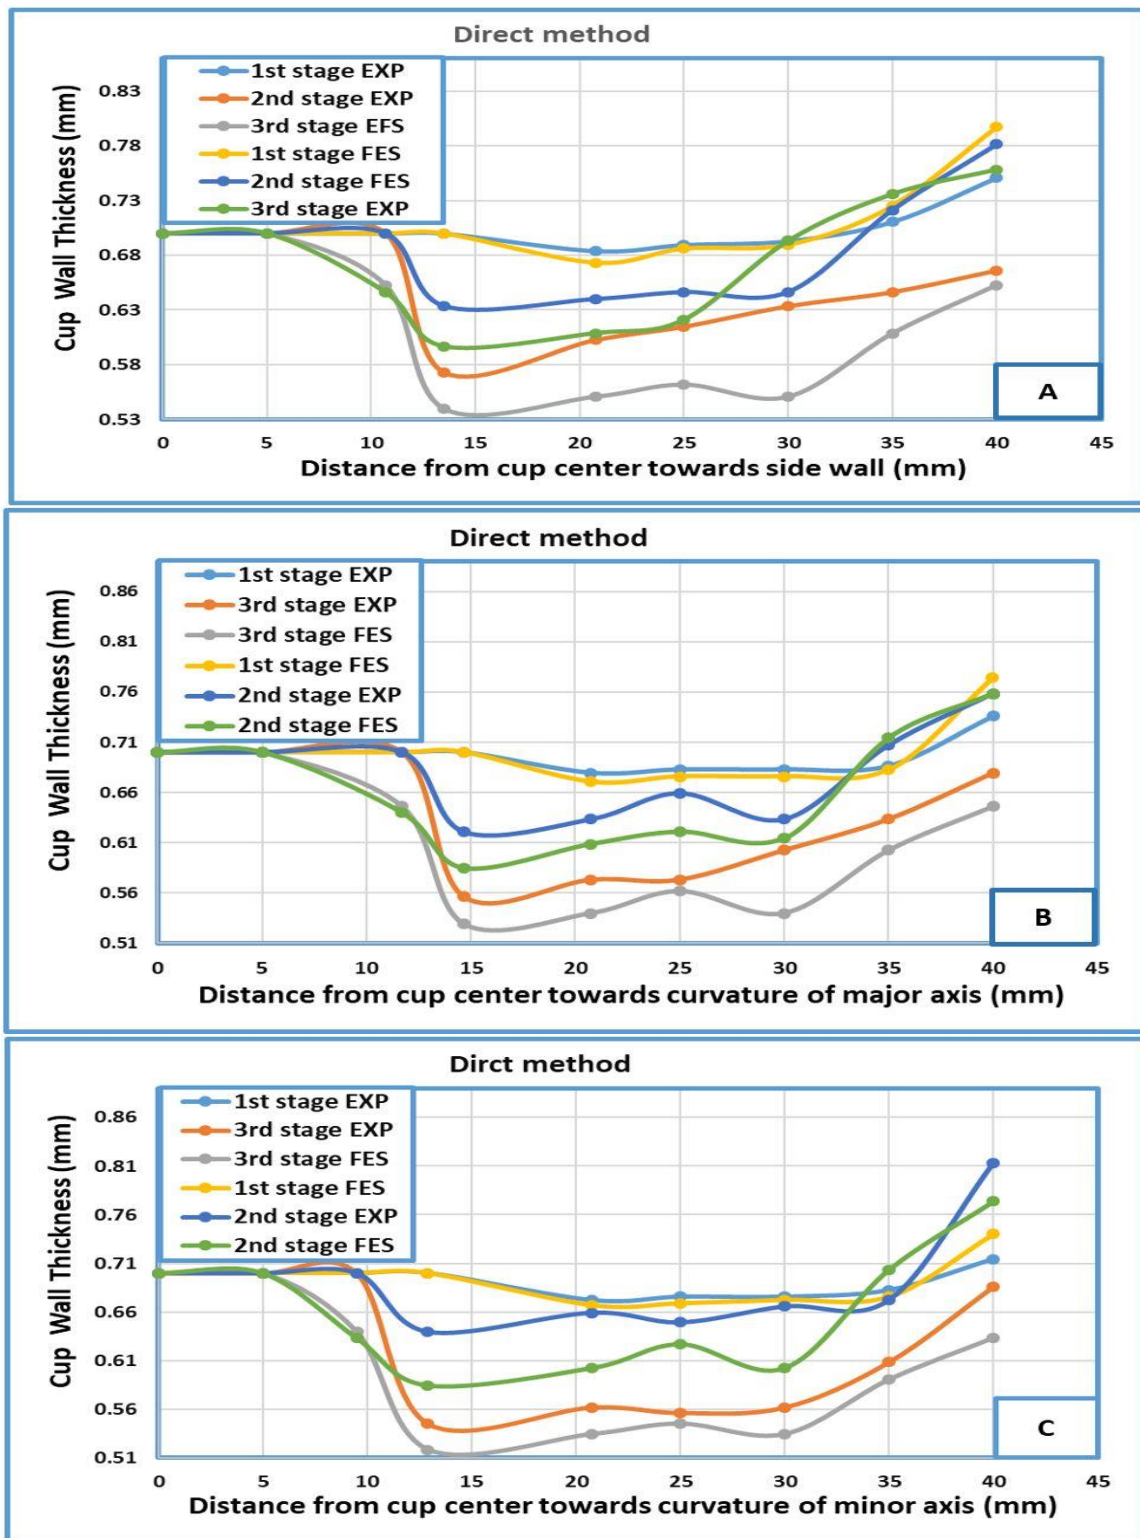 Direct method
1st stage EXP
2nd stage EXP
3rd stage EFS
1st stage FES
2nd stage FES
3rd stage EXP
Cup Wall Thickness (mm)
0.83
0.78
0.73
0.68
0.63
0.58
0.53
A
0 5 10 15 20 25 30 35 40 45
Distance from cup center towards side wall (mm)
Direct method
1st stage EXP
3rd stage EXP
3rd stage FES
1st stage FES
2nd stage EXP
2nd stage FES
Cup Wall Thickness (mm)
0.86
0.81
0.76
0.71
0.66
0.61
0.56
0.51
B
0 5 10 15 20 25 30 35 40 45
Distance from cup center towards curvature of major axis (mm)
Dirct method
1st stage EXP
3rd stage EXP
3rd stage FES
1st stage FES
2nd stage EXP
2nd stage FES
Cup Wall Thickness (mm)
0.86
0.81
0.76
0.71
0.66
0.61
0.56
0.51
C
0 5 10 15 20 25 30 35 40 45
Distance from cup center towards curvature of minor axis (mm)